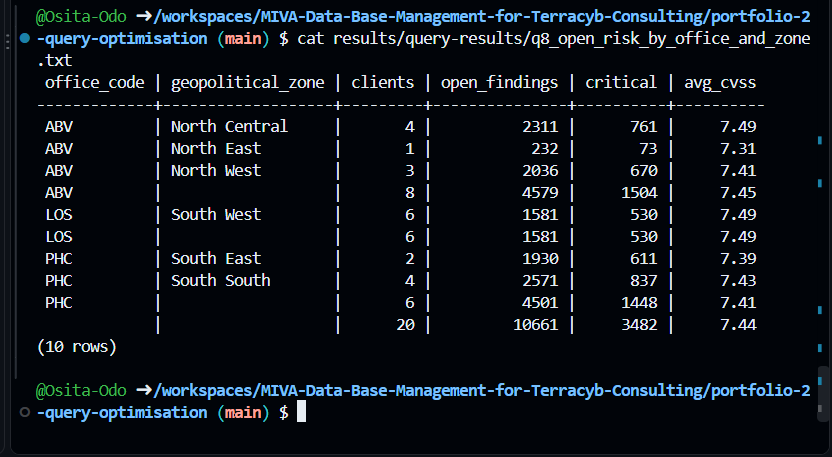 @Osita-Odo ➜/workspaces/MIVA-Data-Base-Management-for-Terracyb-Consulting/portfolio-2
-query-optimisation (main) $ cat results/query-results/q8_open_risk_by_office_and_zone
.txt
 office_code | geopolitical_zone | clients | open_findings | critical | avg_cvss
-------------+-------------------+---------+---------------+----------+----------
 ABV         | North Central     |       4 |          2311 |      761 |     7.49
 ABV         | North East        |       1 |           232 |       73 |     7.31
 ABV         | North West        |       3 |          2036 |      670 |     7.41
 ABV         |                   |       8 |          4579 |     1504 |     7.45
 LOS         | South West        |       6 |          1581 |      530 |     7.49
 LOS         |                   |       6 |          1581 |      530 |     7.49
 PHC         | South East        |       2 |          1930 |      611 |     7.39
 PHC         | South South       |       4 |          2571 |      837 |     7.43
 PHC         |                   |       6 |          4501 |     1448 |     7.41
             |                   |      20 |         10661 |     3482 |     7.44
(10 rows)
@Osita-Odo ➜/workspaces/MIVA-Data-Base-Management-for-Terracyb-Consulting/portfolio-2
-query-optimisation (main) $